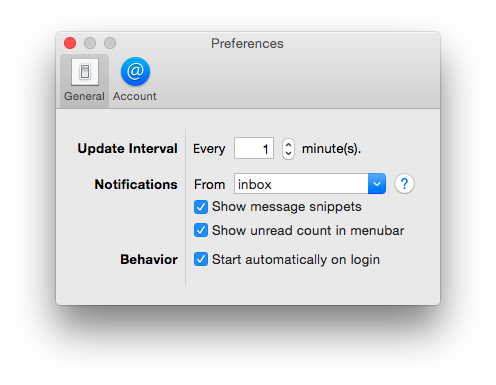 Preferences
General Account
Update Interval Every 1 minute(s).
Notifications From inbox ?
Show message snippets
Show unread count in menubar
Behavior Start automatically on login